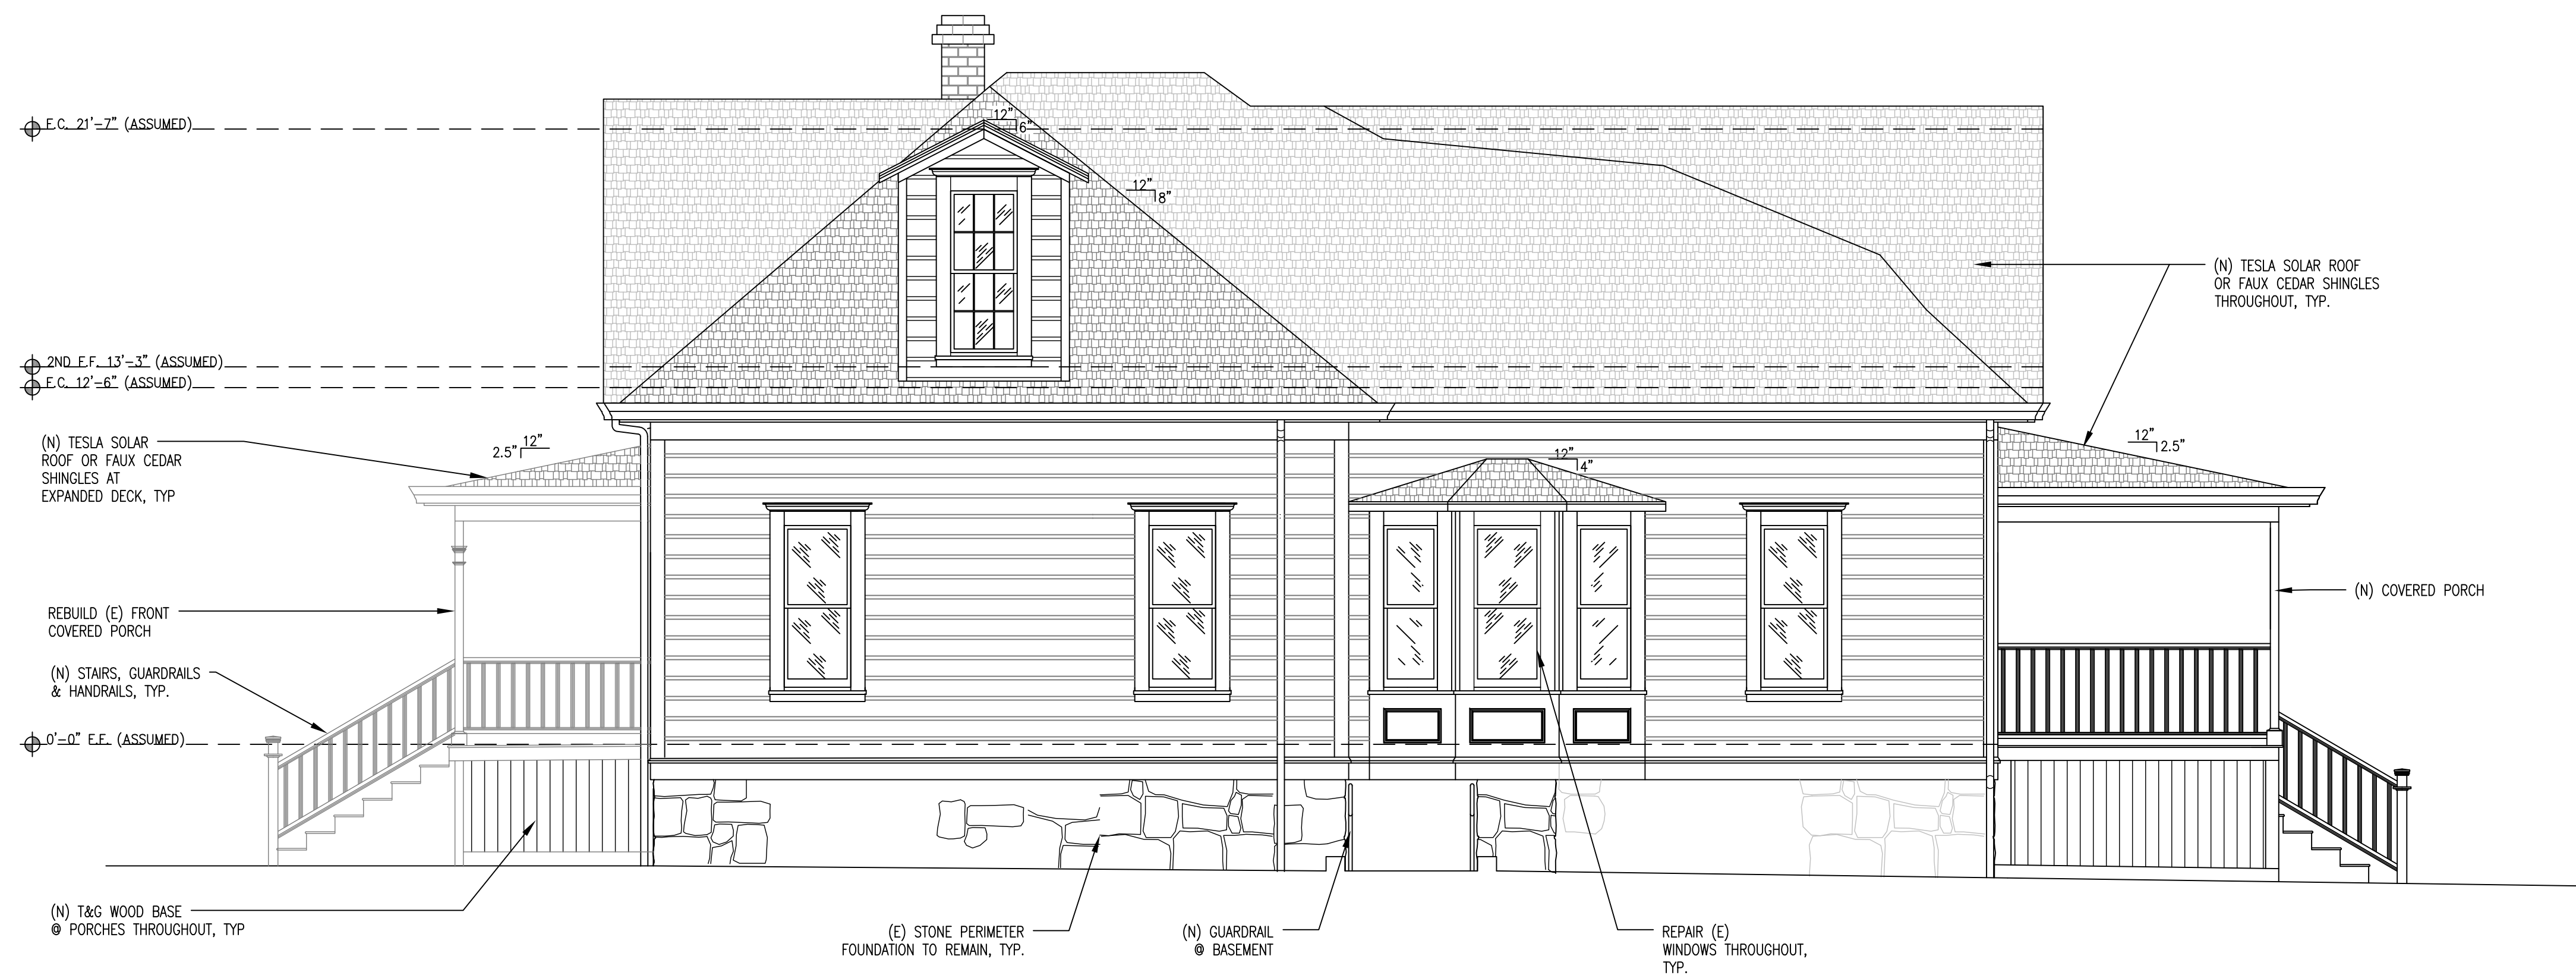 12"
6"
F.C. 21'-7" (ASSUMED)
12"
8"
(N) TESLA SOLAR ROOF
OR FAUX CEDAR SHINGLES
THROUGHOUT, TYP.
2ND F.F. 13'-3" (ASSUMED)
F.C. 12'-6" (ASSUMED)
(N) TESLA SOLAR
ROOF OR FAUX CEDAR
SHINGLES AT
EXPANDED DECK, TYP
12"
2.5"
12"
4"
12"
2.5"
REBUILD (E) FRONT
COVERED PORCH
(N) COVERED PORCH
(N) STAIRS, GUARDRAILS
& HANDRAILS, TYP.
0'-0" F.F. (ASSUMED)
(N) T&G WOOD BASE
@ PORCHES THROUGHOUT, TYP
(E) STONE PERIMETER
FOUNDATION TO REMAIN, TYP.
(N) GUARDRAIL
@ BASEMENT
REPAIR (E)
WINDOWS THROUGHOUT,
TYP.